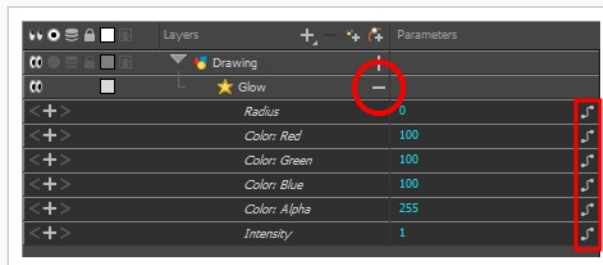 Layers Parameters
Drawing
Glow
Radius 0
Color: Red 100
Color: Green 100
Color: Blue 100
Color: Alpha 255
Intensity 1